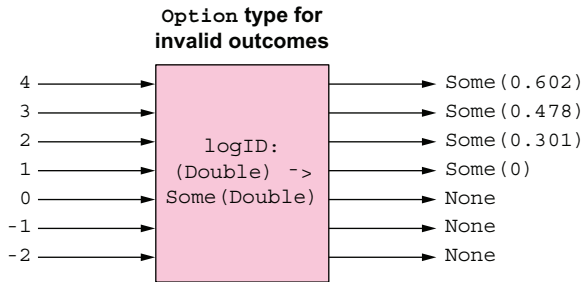 Option type for
invalid outcomes
4
3
2
1
0
-1
-2
logID:
(Double) ->
Some(Double)
Some(0.602)
Some(0.478)
Some(0.301)
Some(0)
None
None
None